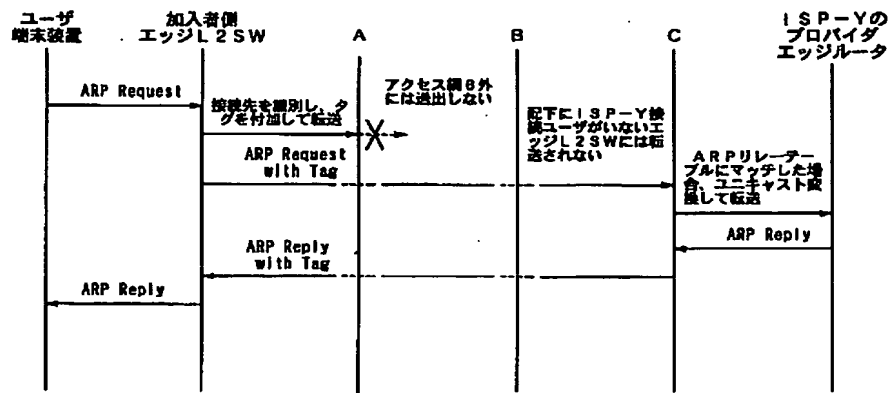 ユーザ
端末装置
加入者側
エッジL2SW
A
B
C
ISP-Yの
プロバイダ
エッジルータ
ARP Request
接続先を識別し、タ
グを付加して転送
アクセス網6外
には送出しない
配下にISP-Y接
続ユーザがいないエ
ッジL2SWには転
送されない
ARP Request
with Tag
ARPリレーテー
ブルにマッチした場
合、ユニキャスト変
換して転送
ARP Reply
ARP Reply
with Tag
ARP Reply